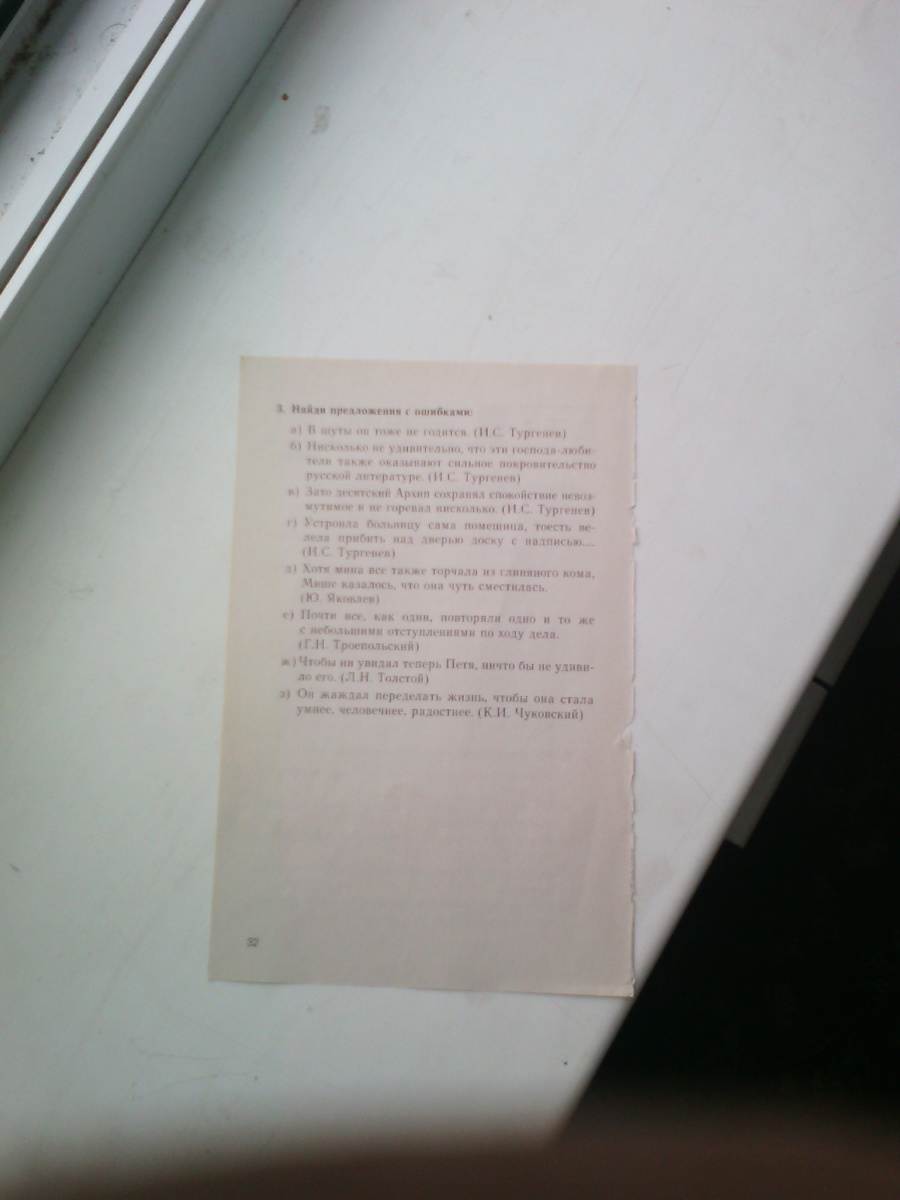 3. Найди предложения с ошибками:
а) В шуты он тоже не годится. (И.С. Тургенев)
б) Нисколько не удивительно, что эти господа-люби-
тели также оказывают сильное покровительство
русской литературе. (И.С. Тургенев)
в) Зато десятский Архип сохранял спокойствие невоз-
мутимое и не горевал нисколько. (И.С. Тургенев)
г) Устроила больницу сама помещица, тоесть ве-
лела прибить над дверью доску с надписью...
(И.С. Тургенев)
д) Хотя мина все также торчала из глиняного кома,
Мише казалось, что она чуть сместилась.
(Ю. Яковлев)
е) Почти все, как один, повторяли одно и то же
с небольшими отступлениями по ходу дела.
(Г.Н. Троепольский)
ж) Чтобы ни увидал теперь Петя, ничто бы не удиви-
ло его. (Л.Н. Толстой)
з) Он жаждал переделать жизнь, чтобы она стала
умнее, человечнее, радостнее. (К.И. Чуковский)
32